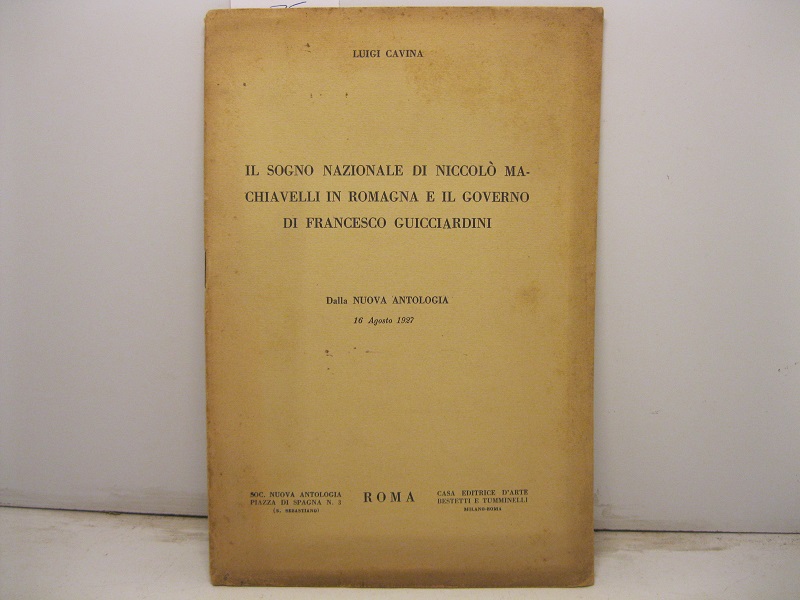 LUIGI CAVINA
IL SOGNO NAZIONALE DI NICCOLÒ MA-
CHIAVELLI IN ROMAGNA E IL GOVERNO
DI FRANCESCO GUICCIARDINI
Dalla NUOVA ANTOLOGIA
16 Agosto 1927
SOC. NUOVA ANTOLOGIA
PIAZZA DI SPAGNA N. 3
(S. SEBASTIANO)
ROMA
CASA EDITRICE D'ARTE
BESTETTI E TUMMINELLI
MILANO-ROMA